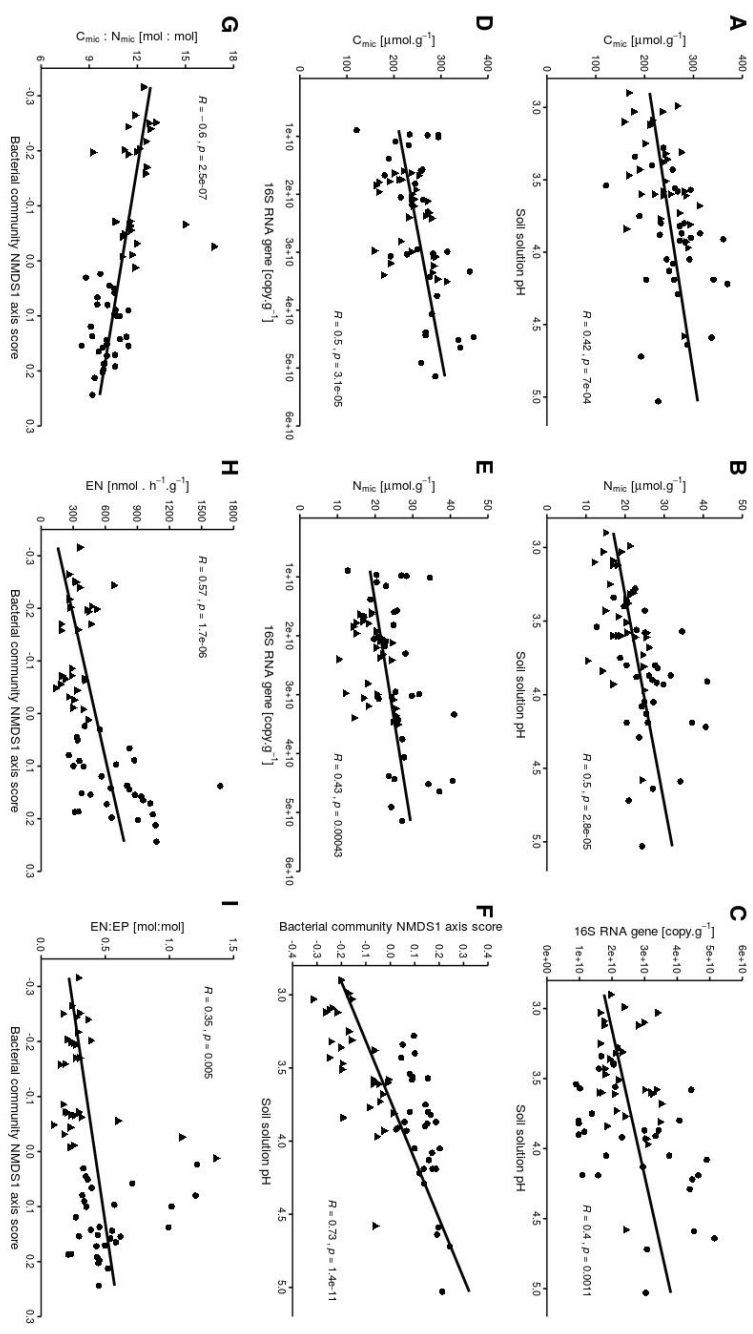 A
C_mic [µmol.g⁻¹]
400
300
200
100
0
3.0 3.5 4.0 4.5 5.0
Soil solution pH
R = 0.42 , p = 7e-04
B
N_mic [µmol.g⁻¹]
50
40
30
20
10
0
3.0 3.5 4.0 4.5 5.0
Soil solution pH
R = 0.5 , p = 2.8e-05
C
16S RNA gene [copy.g⁻¹]
6e+10
5e+10
4e+10
3e+10
2e+10
1e+10
0e+00
3.0 3.5 4.0 4.5 5.0
Soil solution pH
R = 0.4 , p = 0.0011
D
C_mic [µmol.g⁻¹]
400
300
200
100
0
1e+10 2e+10 3e+10 4e+10 5e+10 6e+10
16S RNA gene [copy.g⁻¹]
R = 0.5 , p = 3.1e-05
E
N_mic [µmol.g⁻¹]
50
40
30
20
10
0
1e+10 2e+10 3e+10 4e+10 5e+10 6e+10
16S RNA gene [copy.g⁻¹]
R = 0.43 , p = 0.00043
F
Bacterial community NMDS1 axis score
0.4
0.3
0.2
0.1
0.0
-0.1
-0.2
-0.3
-0.4
3.0 3.5 4.0 4.5 5.0
Soil solution pH
R = 0.73 , p = 1.4e-11
G
C_mic : N_mic [mol : mol]
18
15
12
9
6
-0.3 -0.2 -0.1 0.0 0.1 0.2 0.3
Bacterial community NMDS1 axis score
R = −0.6 , p = 2.5e-07
H
EN [nmol . h⁻¹.g⁻¹]
1800
1500
1200
900
600
300
0
-0.3 -0.2 -0.1 0.0 0.1 0.2 0.3
Bacterial community NMDS1 axis score
R = 0.57 , p = 1.7e-06
I
EN:EP [mol:mol]
1.5
1.0
0.5
0.0
-0.3 -0.2 -0.1 0.0 0.1 0.2 0.3
Bacterial community NMDS1 axis score
R = 0.35 , p = 0.005